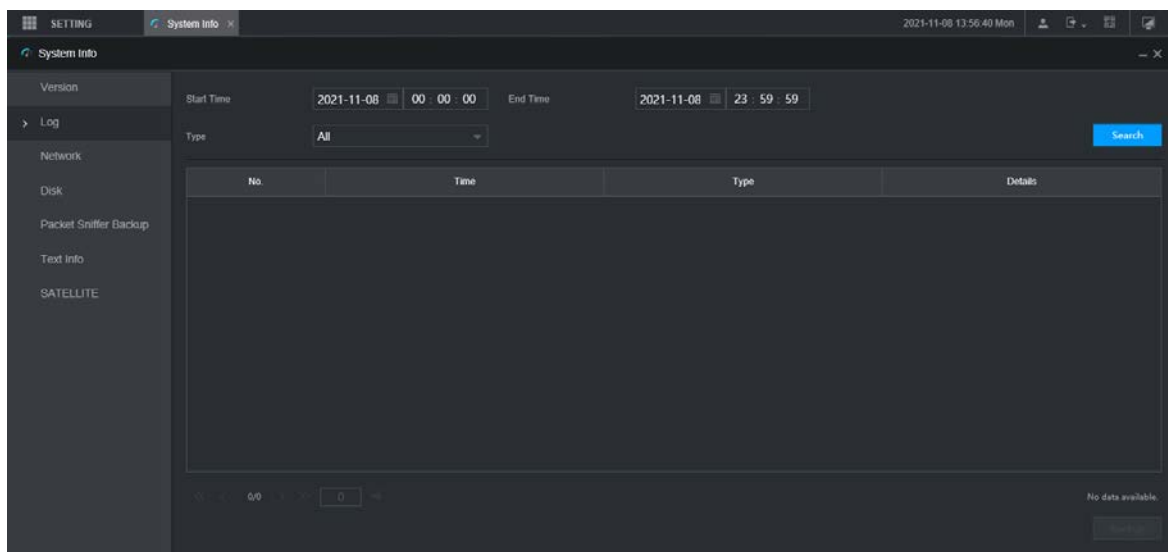 SETTING
System Info
2021-11-08 13:56:40 Mon
System Info
Version
Start Time 2021-11-08 00 : 00 : 00 End Time 2021-11-08 23 : 59 : 59
Log
Type All Search
Network
No. Time Type Details
Disk
Packet Sniffer Backup
Text Info
SATELLITE
0/0 0
No data available.